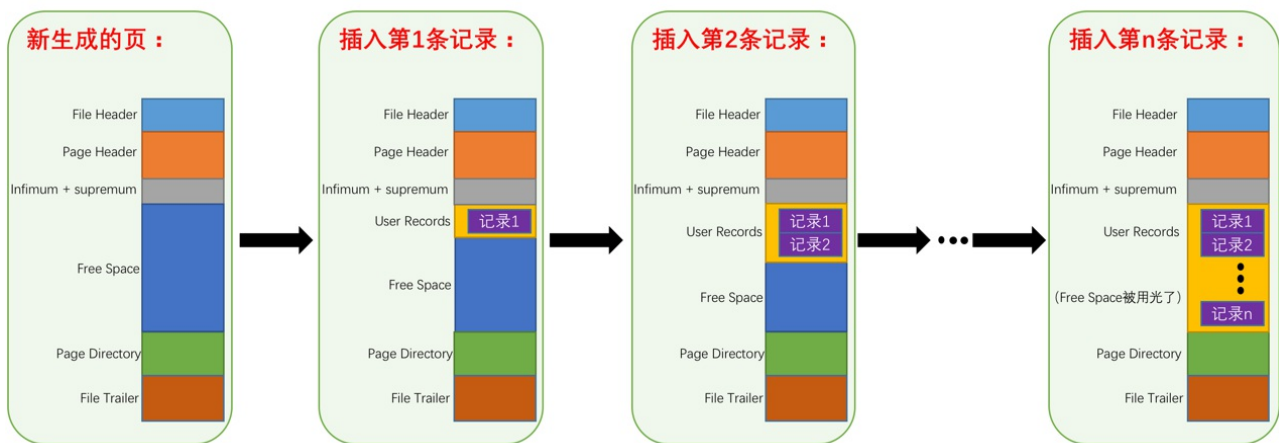 新生成的页：
File Header
Page Header
Infimum + supremum
Free Space
Page Directory
File Trailer
插入第1条记录：
File Header
Page Header
Infimum + supremum
User Records
记录1
Free Space
Page Directory
File Trailer
插入第2条记录：
File Header
Page Header
Infimum + supremum
User Records
记录1
记录2
Free Space
Page Directory
File Trailer
插入第n条记录：
File Header
Page Header
Infimum + supremum
User Records
记录1
记录2
(Free Space被用光了)
记录n
Page Directory
File Trailer